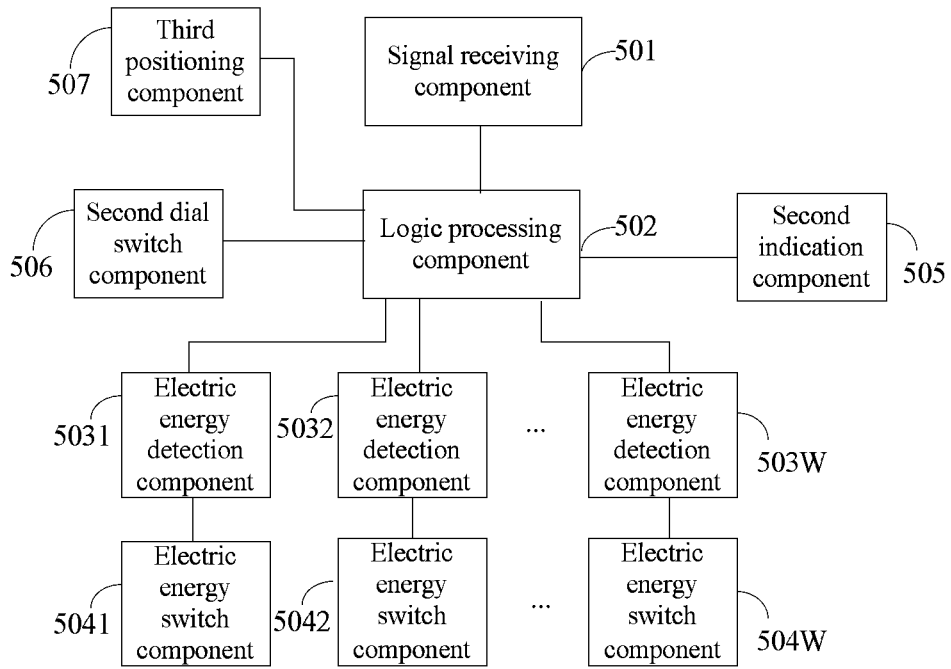 Third
positioning
component
507
Signal receiving
component
501
Second dial
switch
component
506
Logic processing
component
502
Second
indication
component
505
Electric
energy
detection
component
5031
Electric
energy
detection
component
5032
...
Electric
energy
detection
component
503W
Electric
energy
switch
component
5041
Electric
energy
switch
component
5042
...
Electric
energy
switch
component
504W